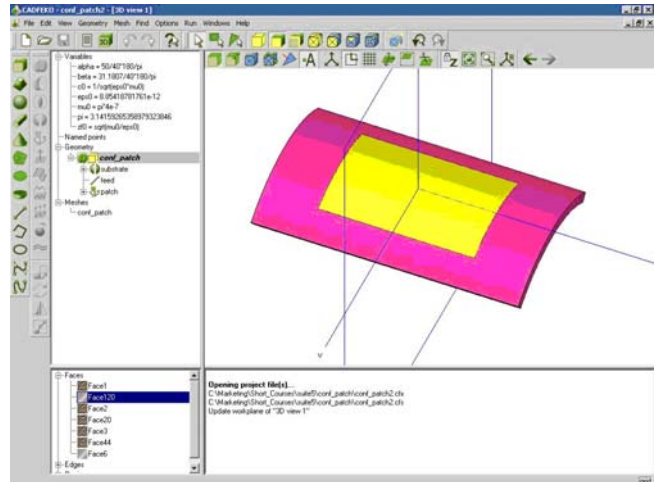 CADFEKO - conf_patch2 - [3D view 1]
File Edit View Geometry Mesh Find Options Run Windows Help
Variables
alpha = 50/40*180/pi
beta = 31.1807/40*180/pi
c0 = 1/sqrt(eps0*mu0)
eps0 = 8.85418781761e-12
mu0 = pi*4e-7
pi = 3.14159265358979323846
zf0 = sqrt(mu0/eps0)
Named points
Geometry
conf_patch
substrate
feed
rpatch
Meshes
conf_patch
Faces
Face1
Face120
Face2
Face20
Face3
Face44
Face6
Edges
Opening project file(s)...
C:\Marketing\Short_Courses\suite5\conf_patch\conf_patch2.cfs
C:\Marketing\Short_Courses\suite5\conf_patch\conf_patch2.cfs
Update workplane of "3D view 1"